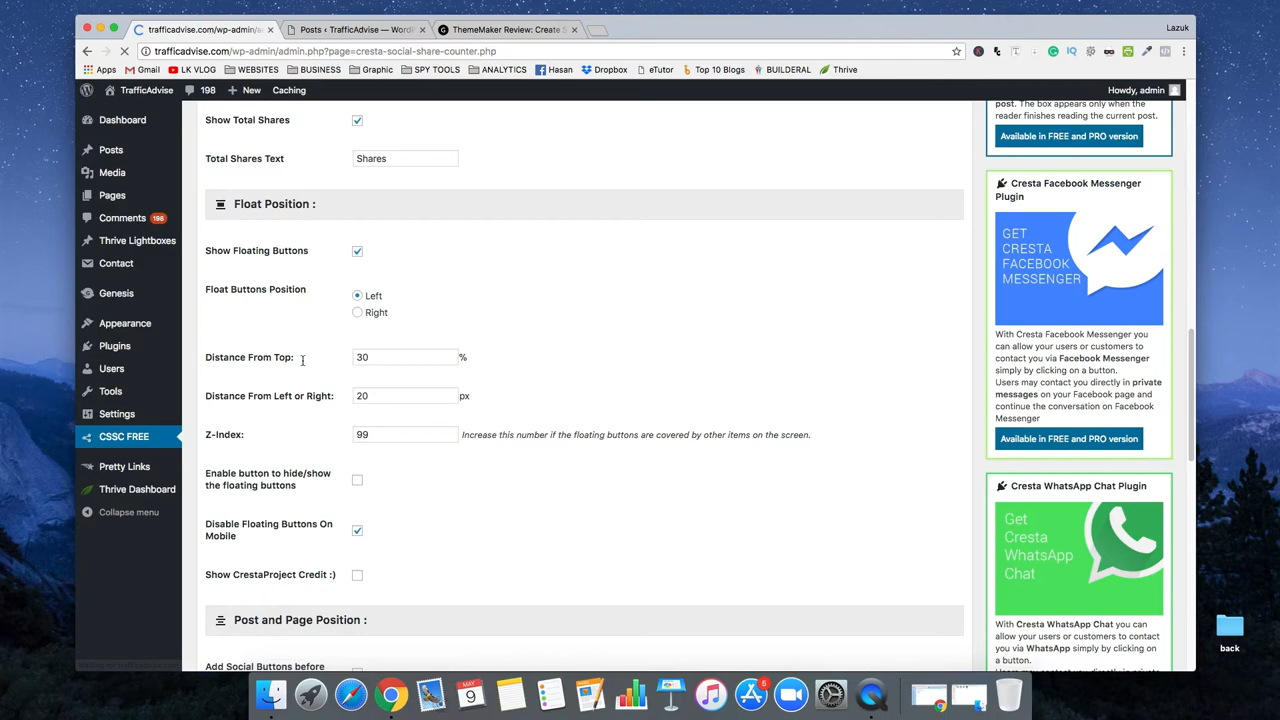 trafficadvise.com/wp-admin/
Posts ‹ TrafficAdvise — Word
ThemeMaker Review: Create S
Lazuk
trafficadvise.com/wp-admin/admin.php?page=cresta-social-share-counter.php
Apps
Gmail
LK VLOG
WEBSITES
BUSINESS
Graphic
SPY TOOLS
ANALYTICS
Hasan
Dropbox
eTutor
Top 10 Blogs
BUILDERAL
Thrive
TrafficAdvise
198
New
Caching
Howdy, admin
Dashboard
Posts
Media
Pages
Comments 198
Thrive Lightboxes
Contact
Genesis
Appearance
Plugins
Users
Tools
Settings
CSSC FREE
Pretty Links
Thrive Dashboard
Collapse menu
Show Total Shares
Total Shares Text
Shares
Float Position :
Show Floating Buttons
Float Buttons Position
Left
Right
Distance From Top:
30
%
Distance From Left or Right:
20
px
Z-Index:
99
Increase this number if the floating buttons are covered by other items on the screen.
Enable button to hide/show
the floating buttons
Disable Floating Buttons On
Mobile
Show CrestaProject Credit :)
Post and Page Position :
Add Social Buttons before
post. The box appears only when the
reader finishes reading the current post.
Available in FREE and PRO version
Cresta Facebook Messenger
Plugin
GET
CRESTA
FACEBOOK
MESSENGER
With Cresta Facebook Messenger you
can allow your users or customers to
contact you via Facebook Messenger
simply by clicking on a button.
Users may contact you directly in private
messages on your Facebook page and
continue the conversation on Facebook
Messenger
Available in FREE and PRO version
Cresta WhatsApp Chat Plugin
Get
Cresta
WhatsApp
Chat
With Cresta WhatsApp Chat you can
allow your users or customers to contact
you via WhatsApp simply by clicking on
a button.
back
MAY
9
5